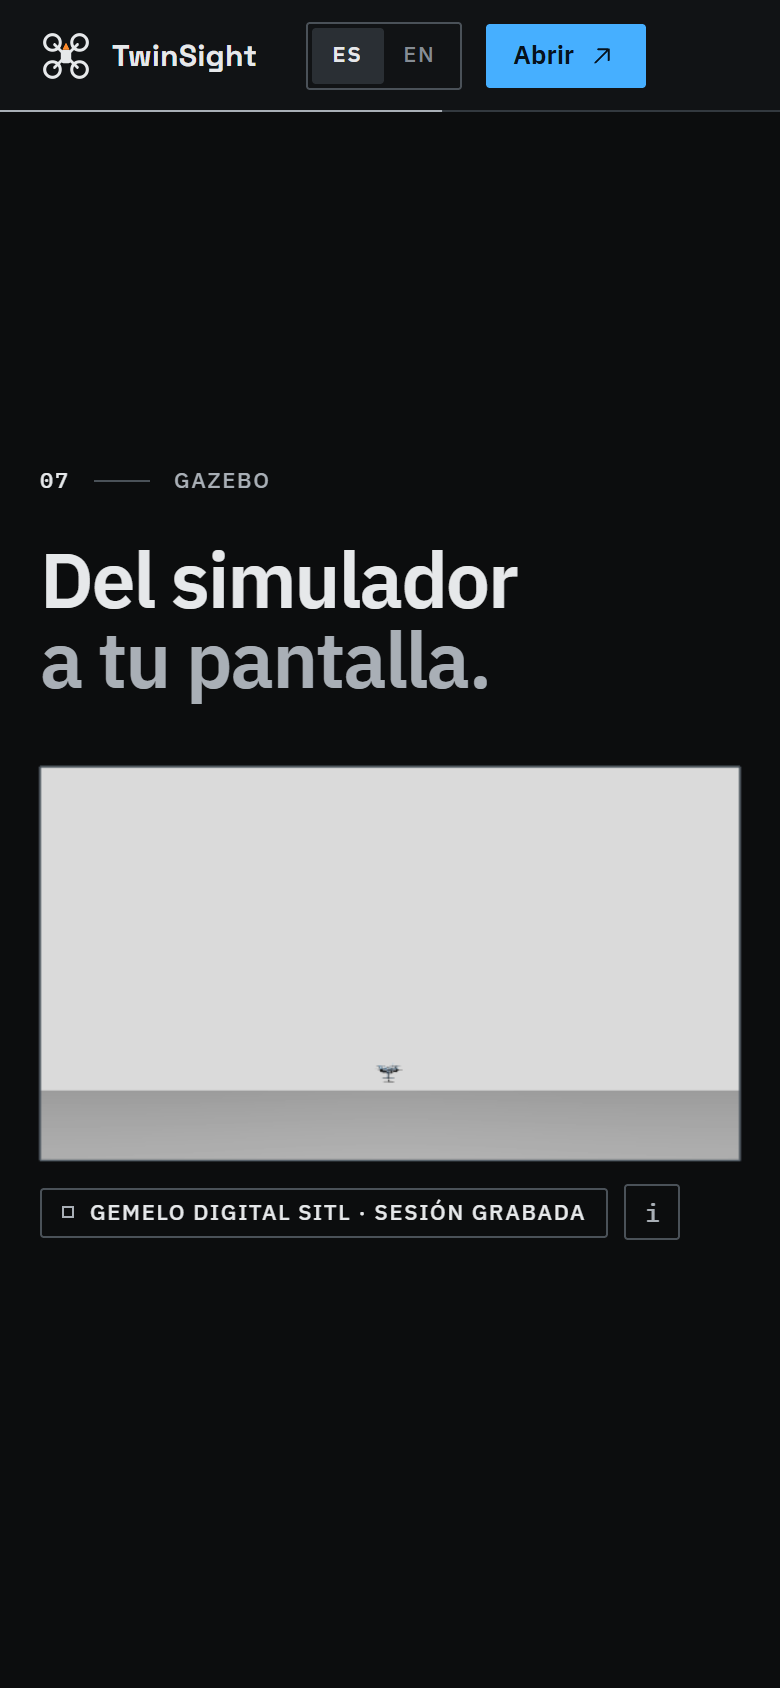 TwinSight
ES EN
Abrir
07 GAZEBO
Del simulador
a tu pantalla.
GEMELO DIGITAL SITL · SESIÓN GRABADA
i